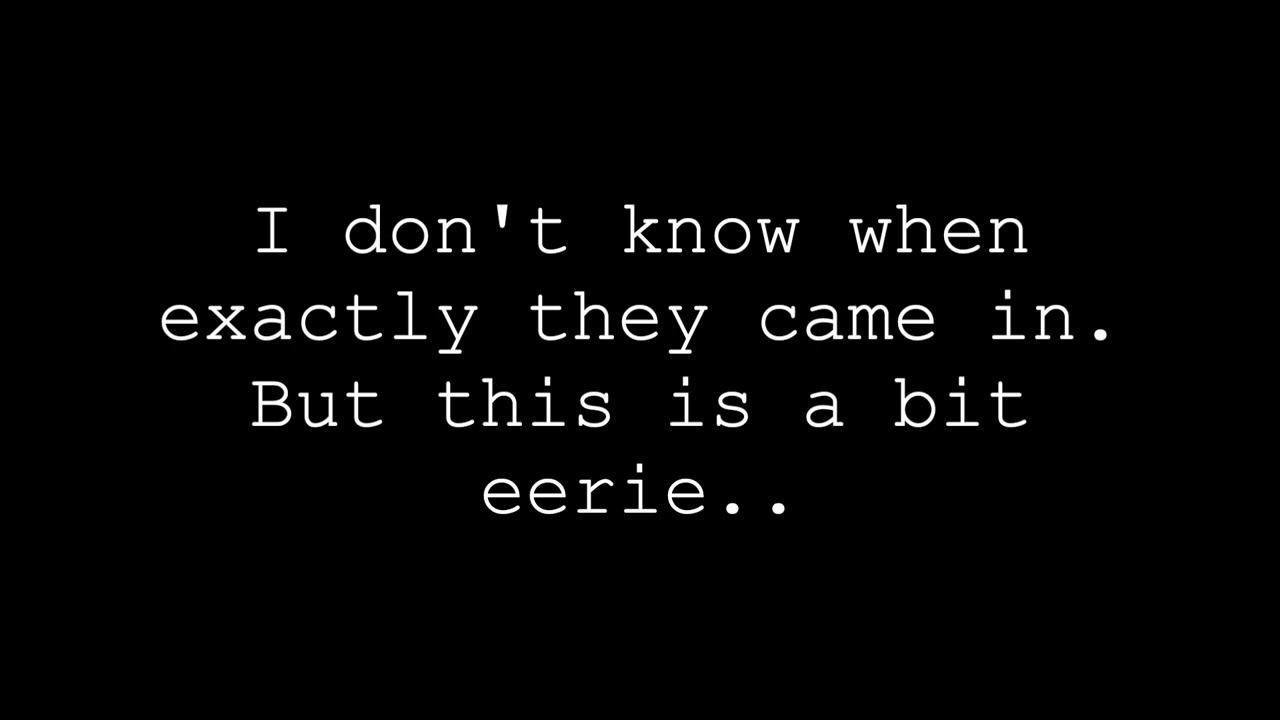 I don't know when
exactly they came in.
But this is a bit
eerie..